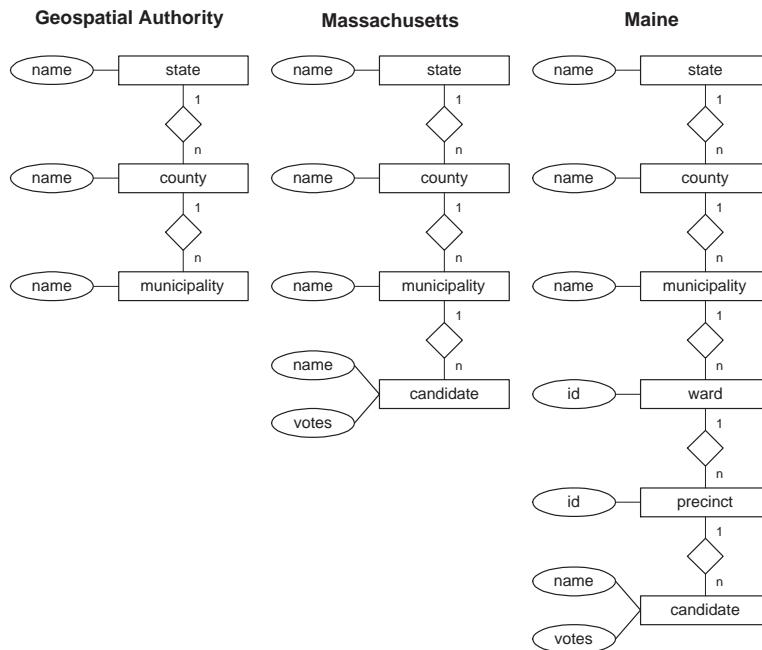 Geospatial Authority Massachusetts Maine
name state name state name state
1 1 1
n n n
name county name county name county
1 1 1
n n n
name municipality name municipality name municipality
1 1
n n
name
candidate id ward
votes
1
n
id precinct
1
n
name
candidate
votes